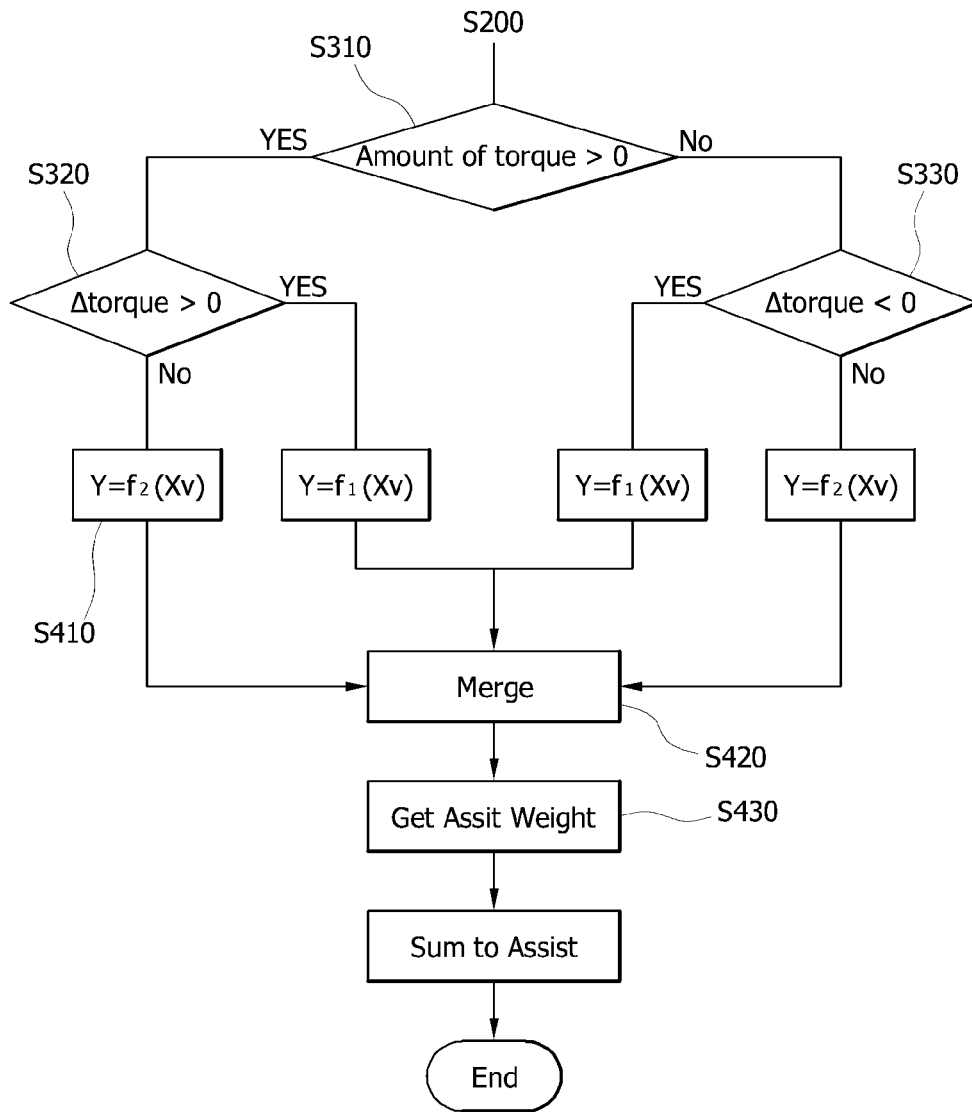 S200
S310
YES
Amount of torque > 0
No
S320
S330
Δtorque > 0
YES
YES
Δtorque < 0
No
No
Y=f₂(Xv)
Y=f₁(Xv)
Y=f₁(Xv)
Y=f₂(Xv)
S410
Merge
S420
Get Assit Weight
S430
Sum to Assist
End